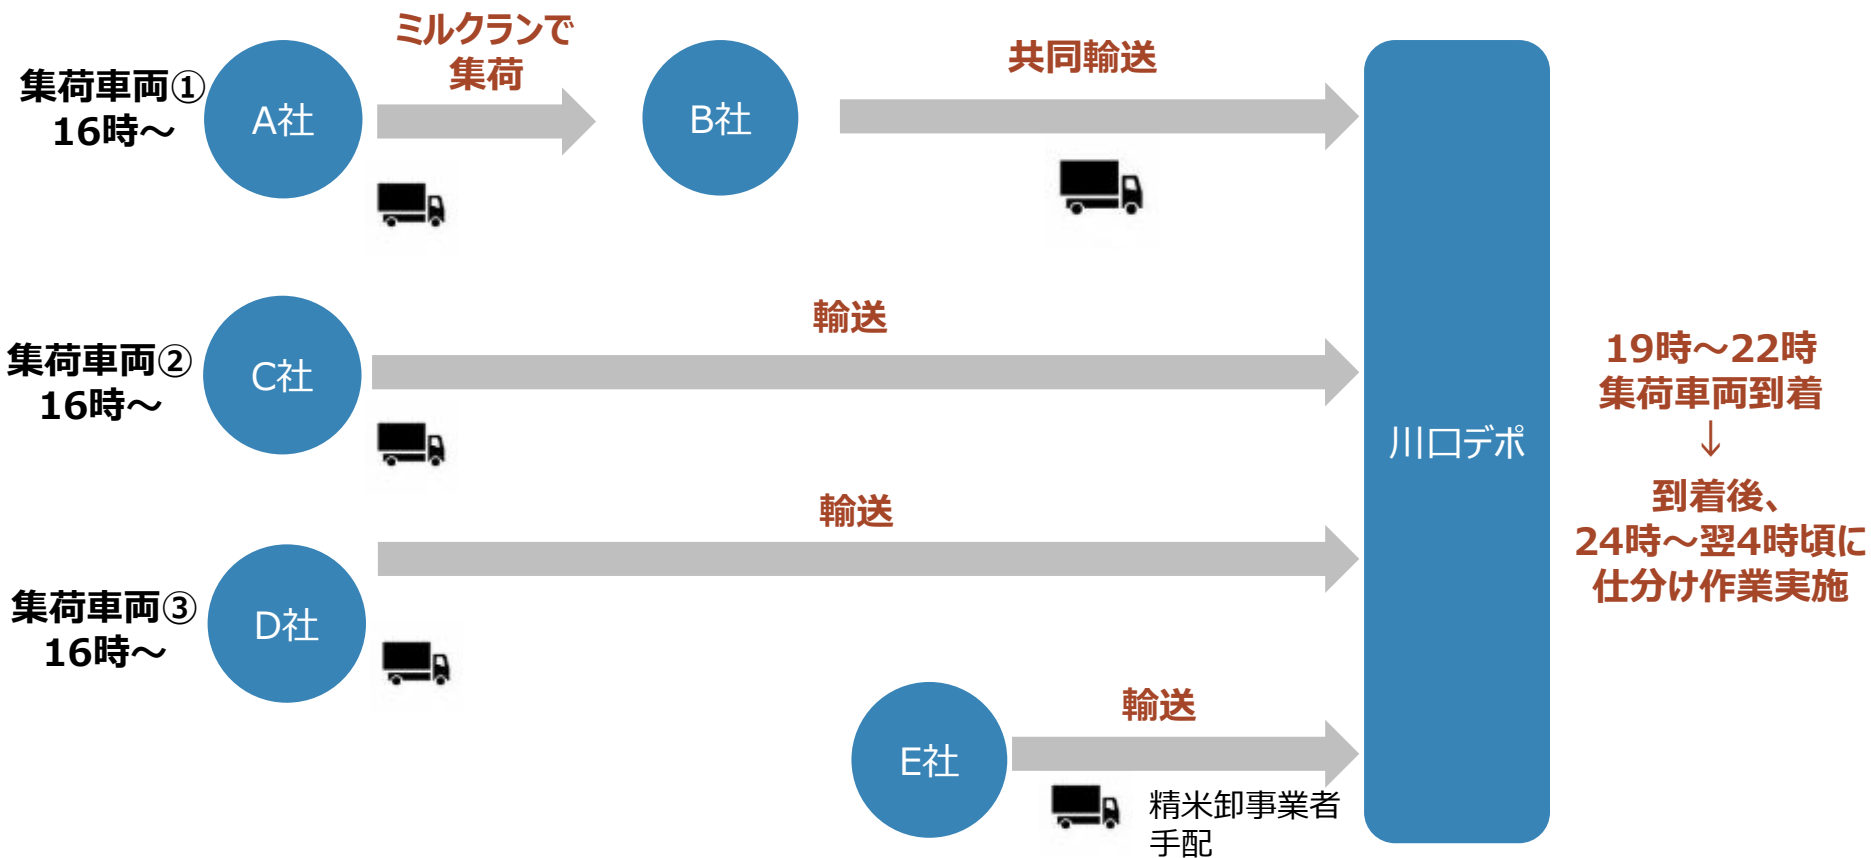 ミルクランで
集荷
共同輸送
集荷車両①
16時～
A社
B社
輸送
集荷車両②
16時～
C社
19時～22時
集荷車両到着
↓
到着後、
24時～翌4時頃に
仕分け作業実施
川口デポ
輸送
集荷車両③
16時～
D社
輸送
E社
精米卸事業者
手配